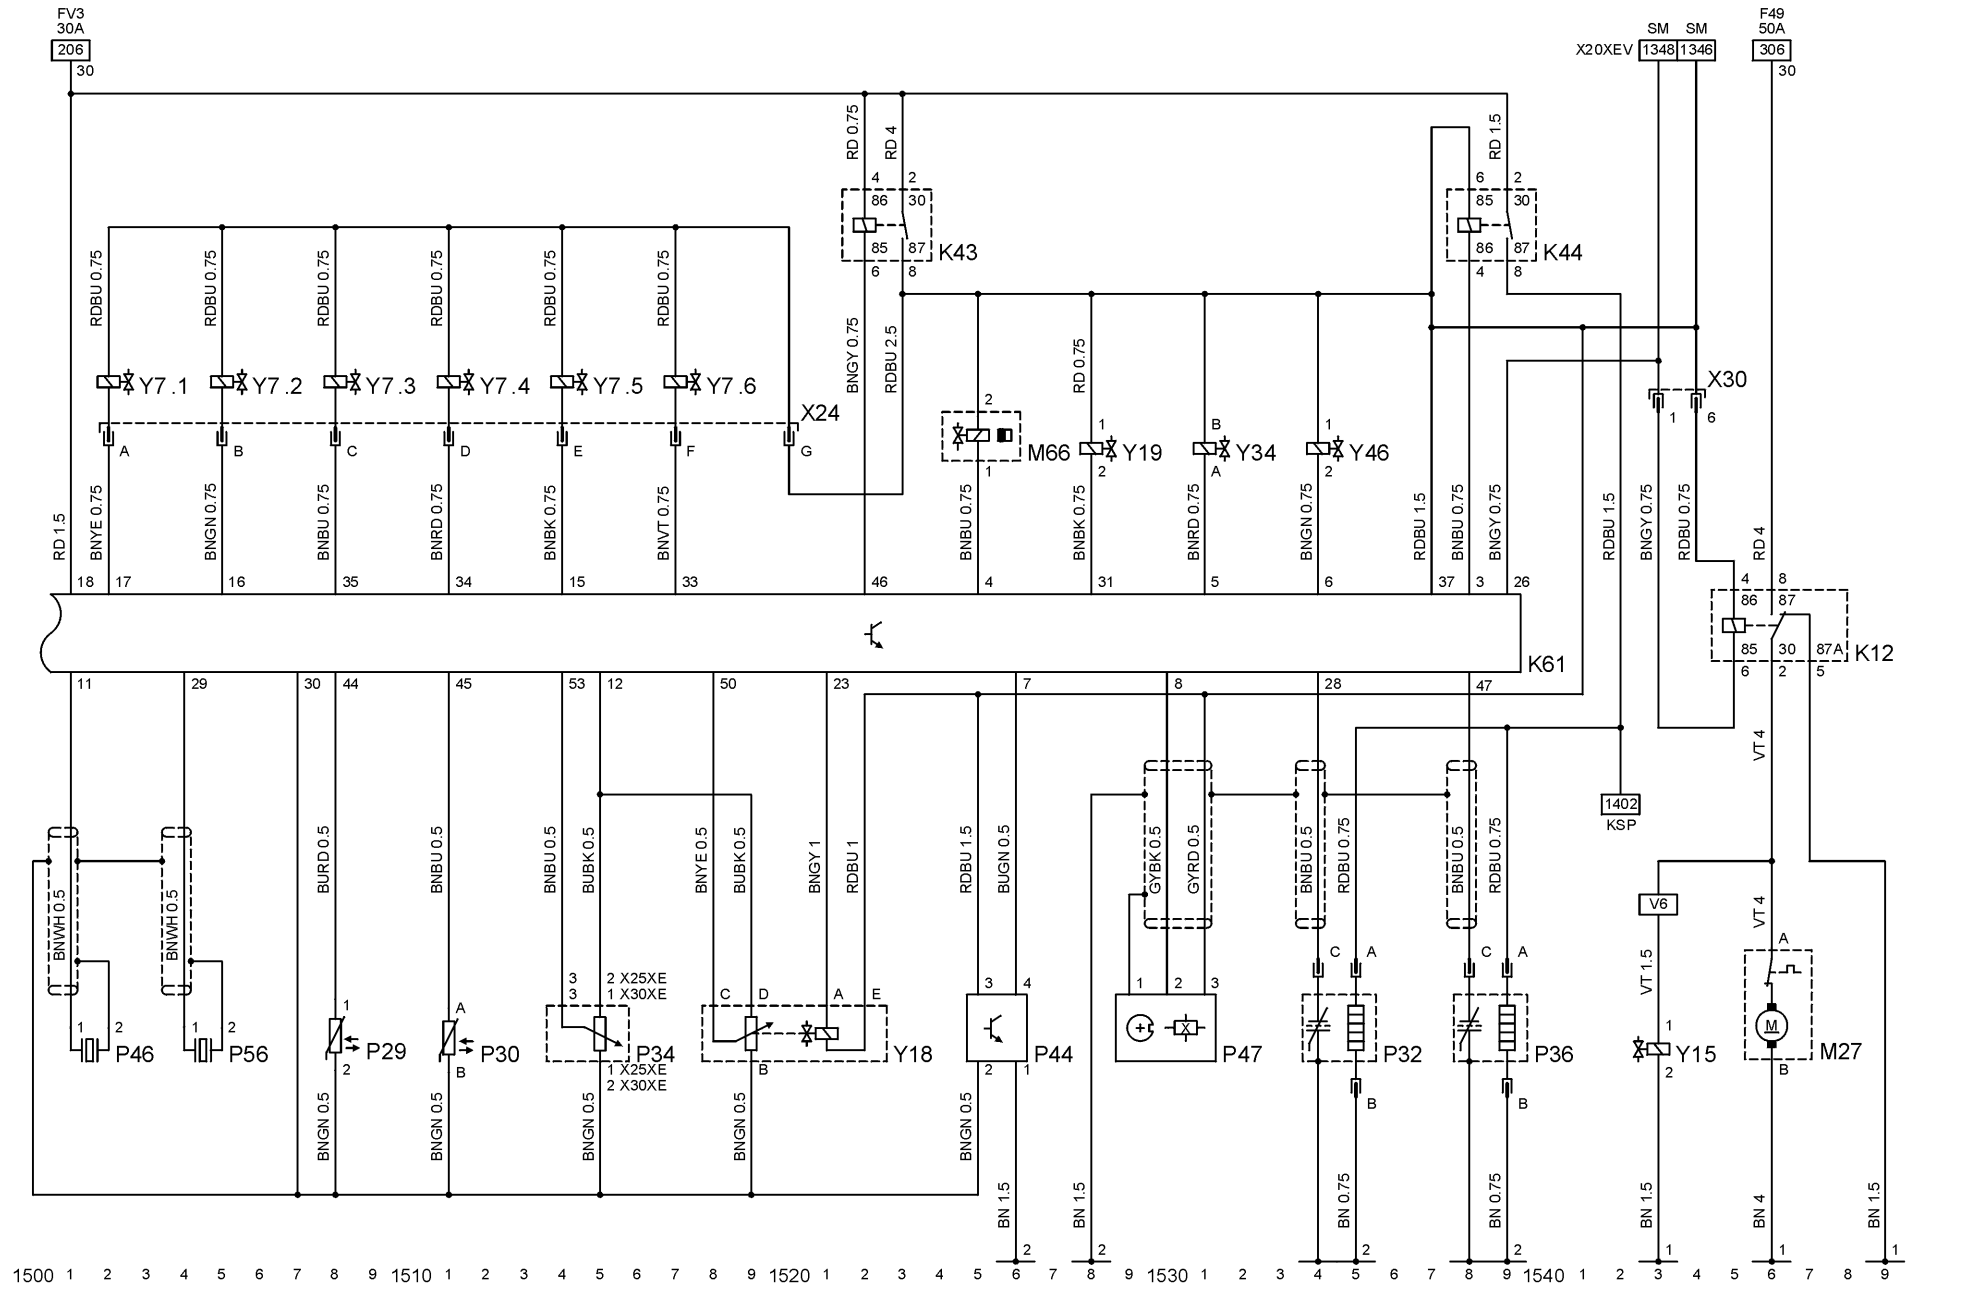 FV3
30A
206
30
SM SM
X20XEV 1348 1346
F49
50A
306
30
RD 0.75
RD 4
RD 1.5
4 2
86 30
85 87
6 8
K43
6 2
85 30
86 87
4 8
K44
RDBU 0.75
RDBU 0.75
RDBU 0.75
RDBU 0.75
RDBU 0.75
RDBU 0.75
BNGY 0.75
RDBU 2.5
RD 0.75
Y7.1
Y7.2
Y7.3
Y7.4
Y7.5
Y7.6
X24
A B C D E F G
2
M66
1
1
Y19
2
B
Y34
A
1
Y46
2
X30
1 6
RD 1.5
BNYE 0.75
BNGN 0.75
BNBU 0.75
BNRD 0.75
BNBK 0.75
BNVT 0.75
BNBU 0.75
BNBK 0.75
BNRD 0.75
BNGN 0.75
RDBU 1.5
BNBU 0.75
BNGY 0.75
RDBU 1.5
BNGY 0.75
RDBU 0.75
RD 4
18 17 16 35 34 15 33 46 4 31 5 6 37 3 26
K61
4 8
86 87
85 30 87A
6 2 5
K12
11 29 30 44 45 53 12 50 23 7 8 28 47
VT 4
1402
KSP
BNWH 0.5
BNWH 0.5
BURD 0.5
BNBU 0.5
BNBU 0.5
BUBK 0.5
BNYE 0.5
BUBK 0.5
BNGY 1
RDBU 1
RDBU 1.5
BUGN 0.5
GYBK 0.5
GYRD 0.5
BNBU 0.5
RDBU 0.75
BNBU 0.5
RDBU 0.75
V6
VT 4
VT 1.5
1 2
P46
1 2
P56
1
P29
2
A
P30
B
3 2 X25XE
3 1 X30XE
P34
1 X25XE
2 X30XE
C D A E
Y18
B
3 4
P44
2 1
1 2 3
X
P47
C A
P32
B
C A
P36
B
1
Y15
2
A
M
M27
B
BNGN 0.5
BNGN 0.5
BNGN 0.5
BNGN 0.5
BNGN 0.5
BN 1.5
BN 1.5
BN 0.75
BN 0.75
BN 1.5
BN 4
BN 1.5
2 2 2 2 1 1 1
1500 1 2 3 4 5 6 7 8 9 1510 1 2 3 4 5 6 7 8 9 1520 1 2 3 4 5 6 7 8 9 1530 1 2 3 4 5 6 7 8 9 1540 1 2 3 4 5 6 7 8 9